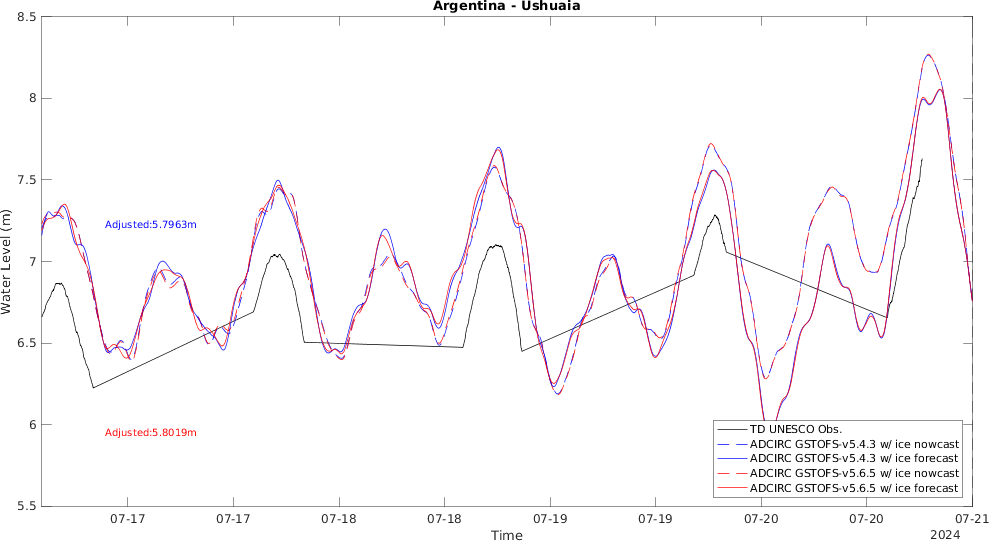 Argentina - Ushuaia
8.5
8
7.5
7
6.5
6
5.5
Water Level (m)
Adjusted:5.7963m
Adjusted:5.8019m
TD UNESCO Obs.
ADCIRC GSTOFS-v5.4.3 w/ ice nowcast
ADCIRC GSTOFS-v5.4.3 w/ ice forecast
ADCIRC GSTOFS-v5.6.5 w/ ice nowcast
ADCIRC GSTOFS-v5.6.5 w/ ice forecast
07-17 07-17 07-18 07-18 07-19 07-19 07-20 07-20 07-21
Time
2024